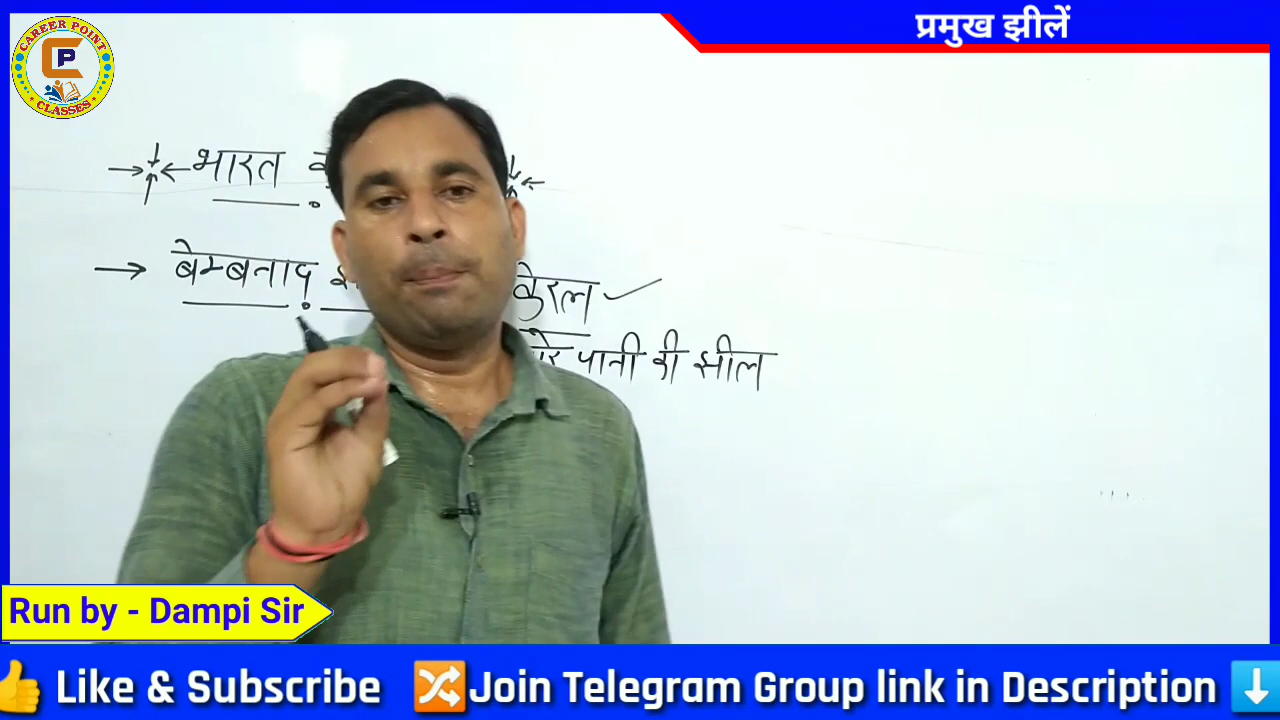 प्रमुख झीलें
CAREER POINT
CP
CLASSES
भारत
बेम्बनाद
केरल
पानी की झील
Run by - Dampi Sir
Like & Subscribe
Join Telegram Group link in Description